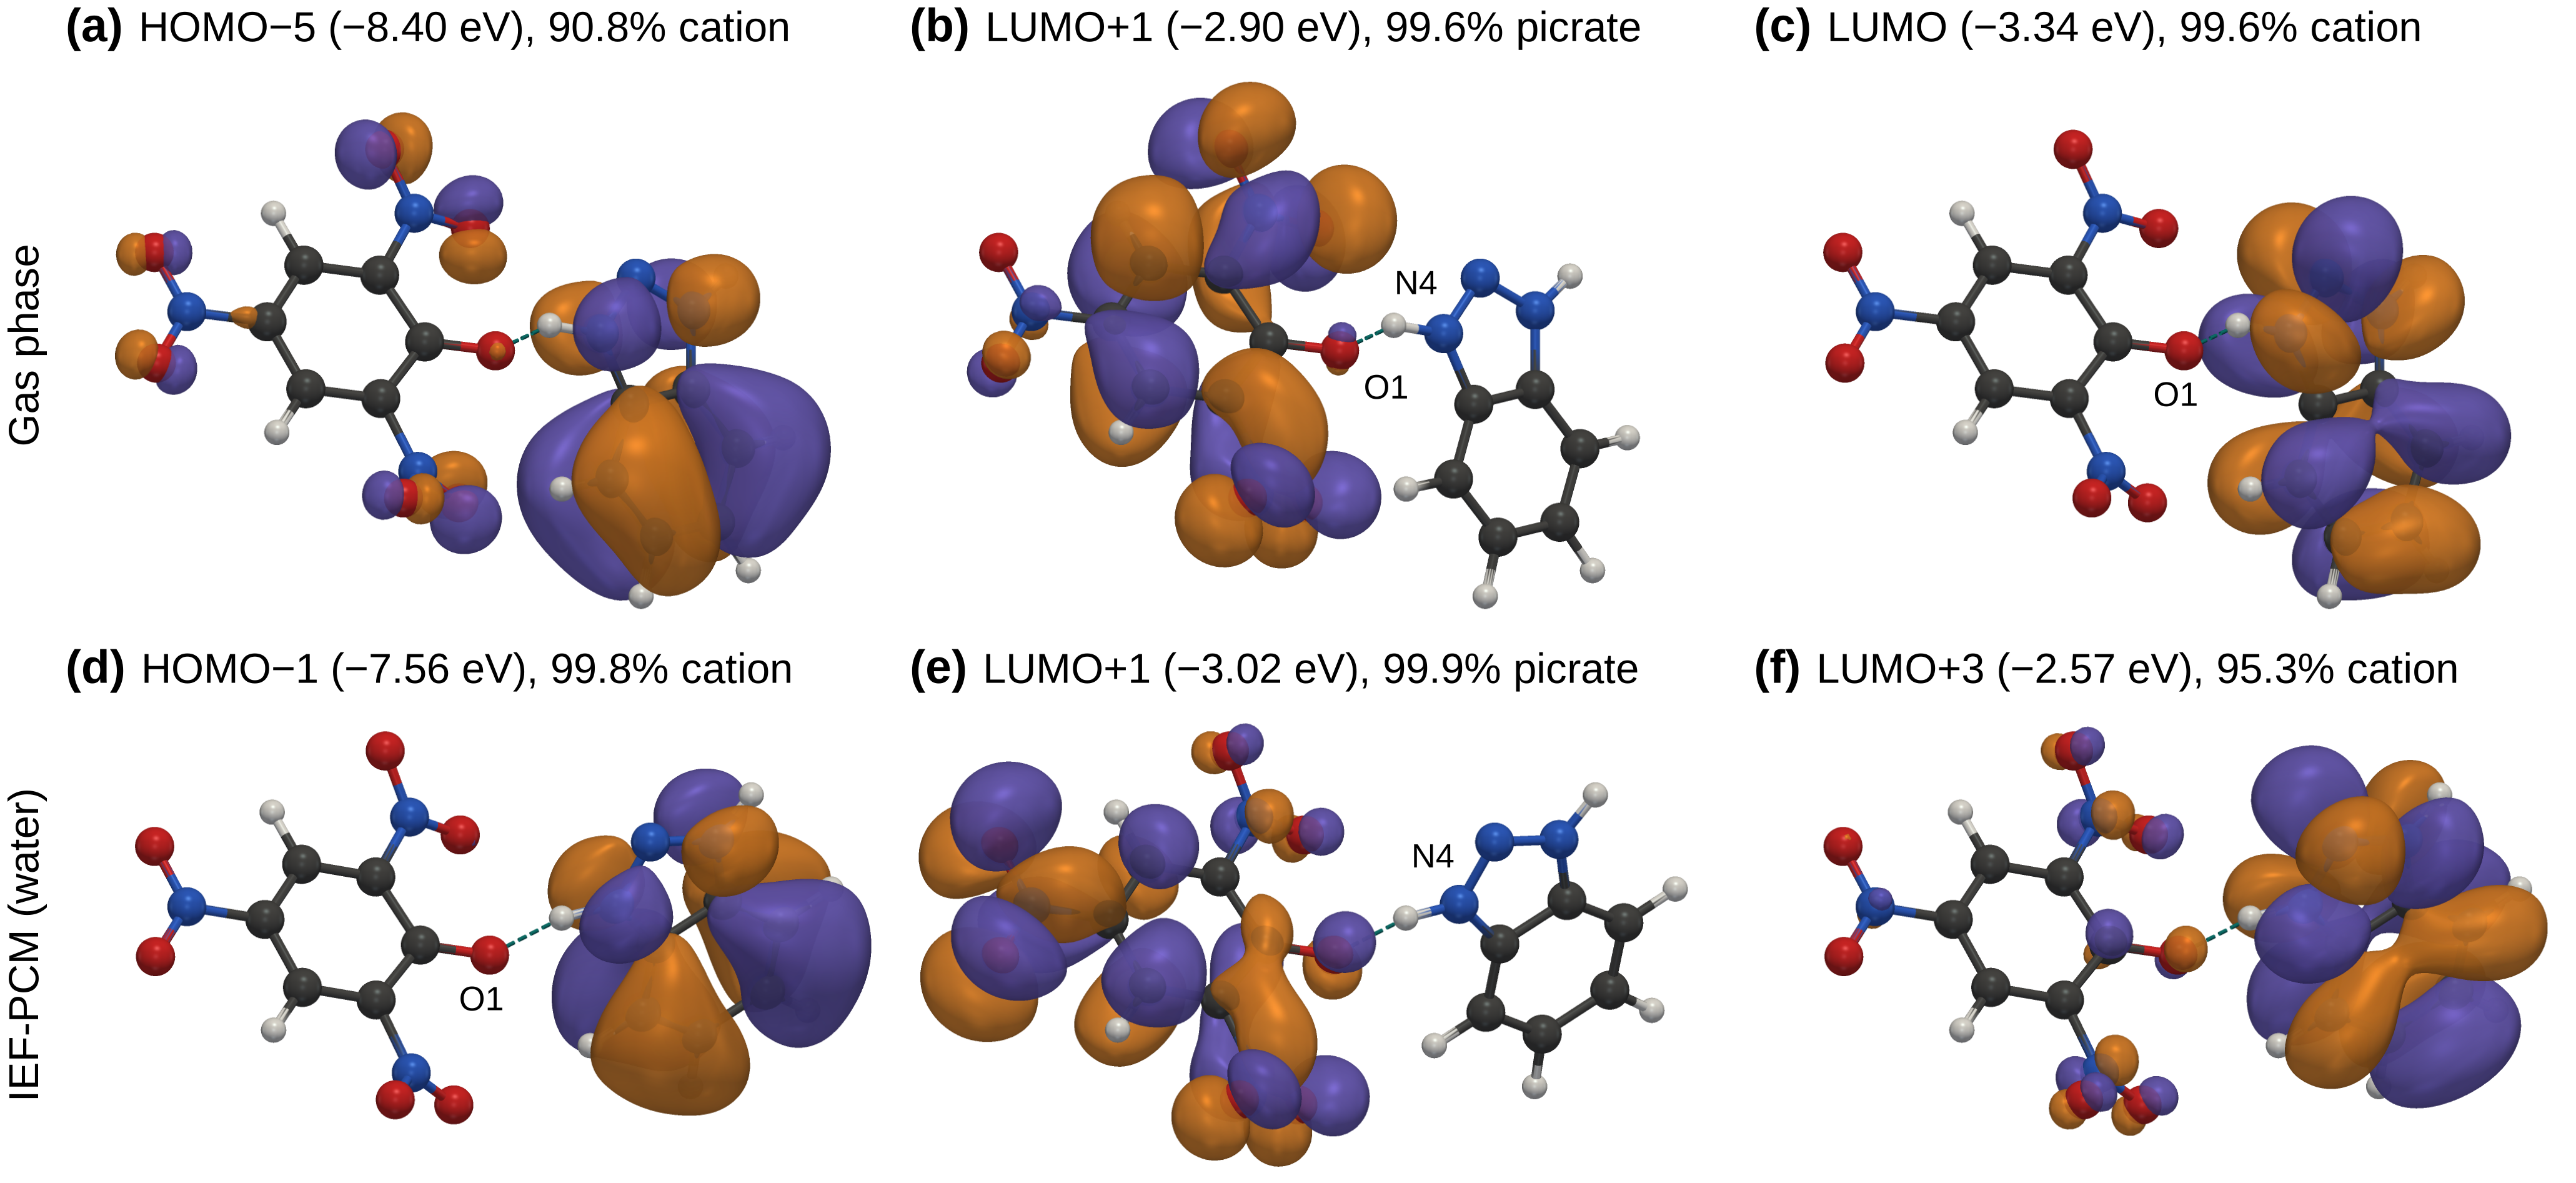 (a) HOMO−5 (−8.40 eV), 90.8% cation
(b) LUMO+1 (−2.90 eV), 99.6% picrate
(c) LUMO (−3.34 eV), 99.6% cation
Gas phase
N4
O1
O1
(d) HOMO−1 (−7.56 eV), 99.8% cation
(e) LUMO+1 (−3.02 eV), 99.9% picrate
(f) LUMO+3 (−2.57 eV), 95.3% cation
IEF-PCM (water)
O1
N4